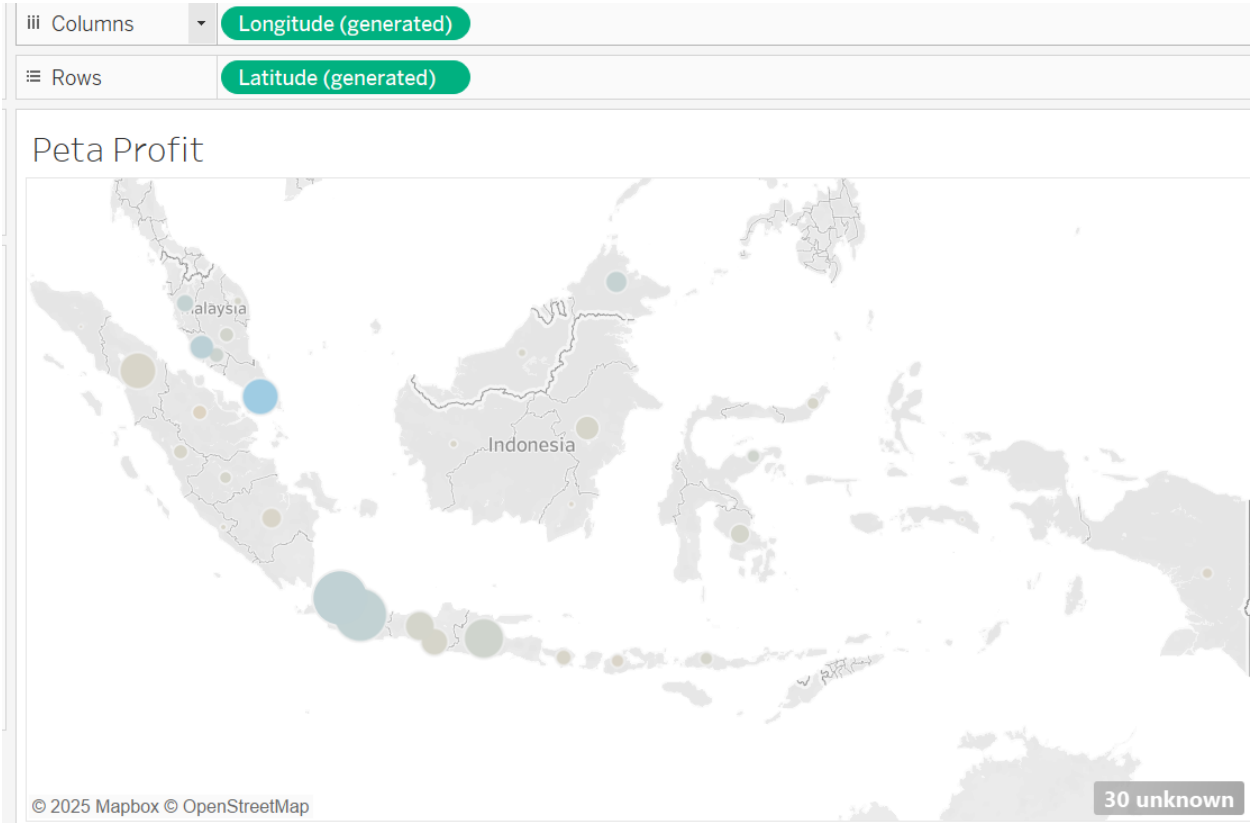 Columns
Longitude (generated)
Rows
Latitude (generated)
Peta Profit
alaysia
Indonesia
© 2025 Mapbox © OpenStreetMap
30 unknown